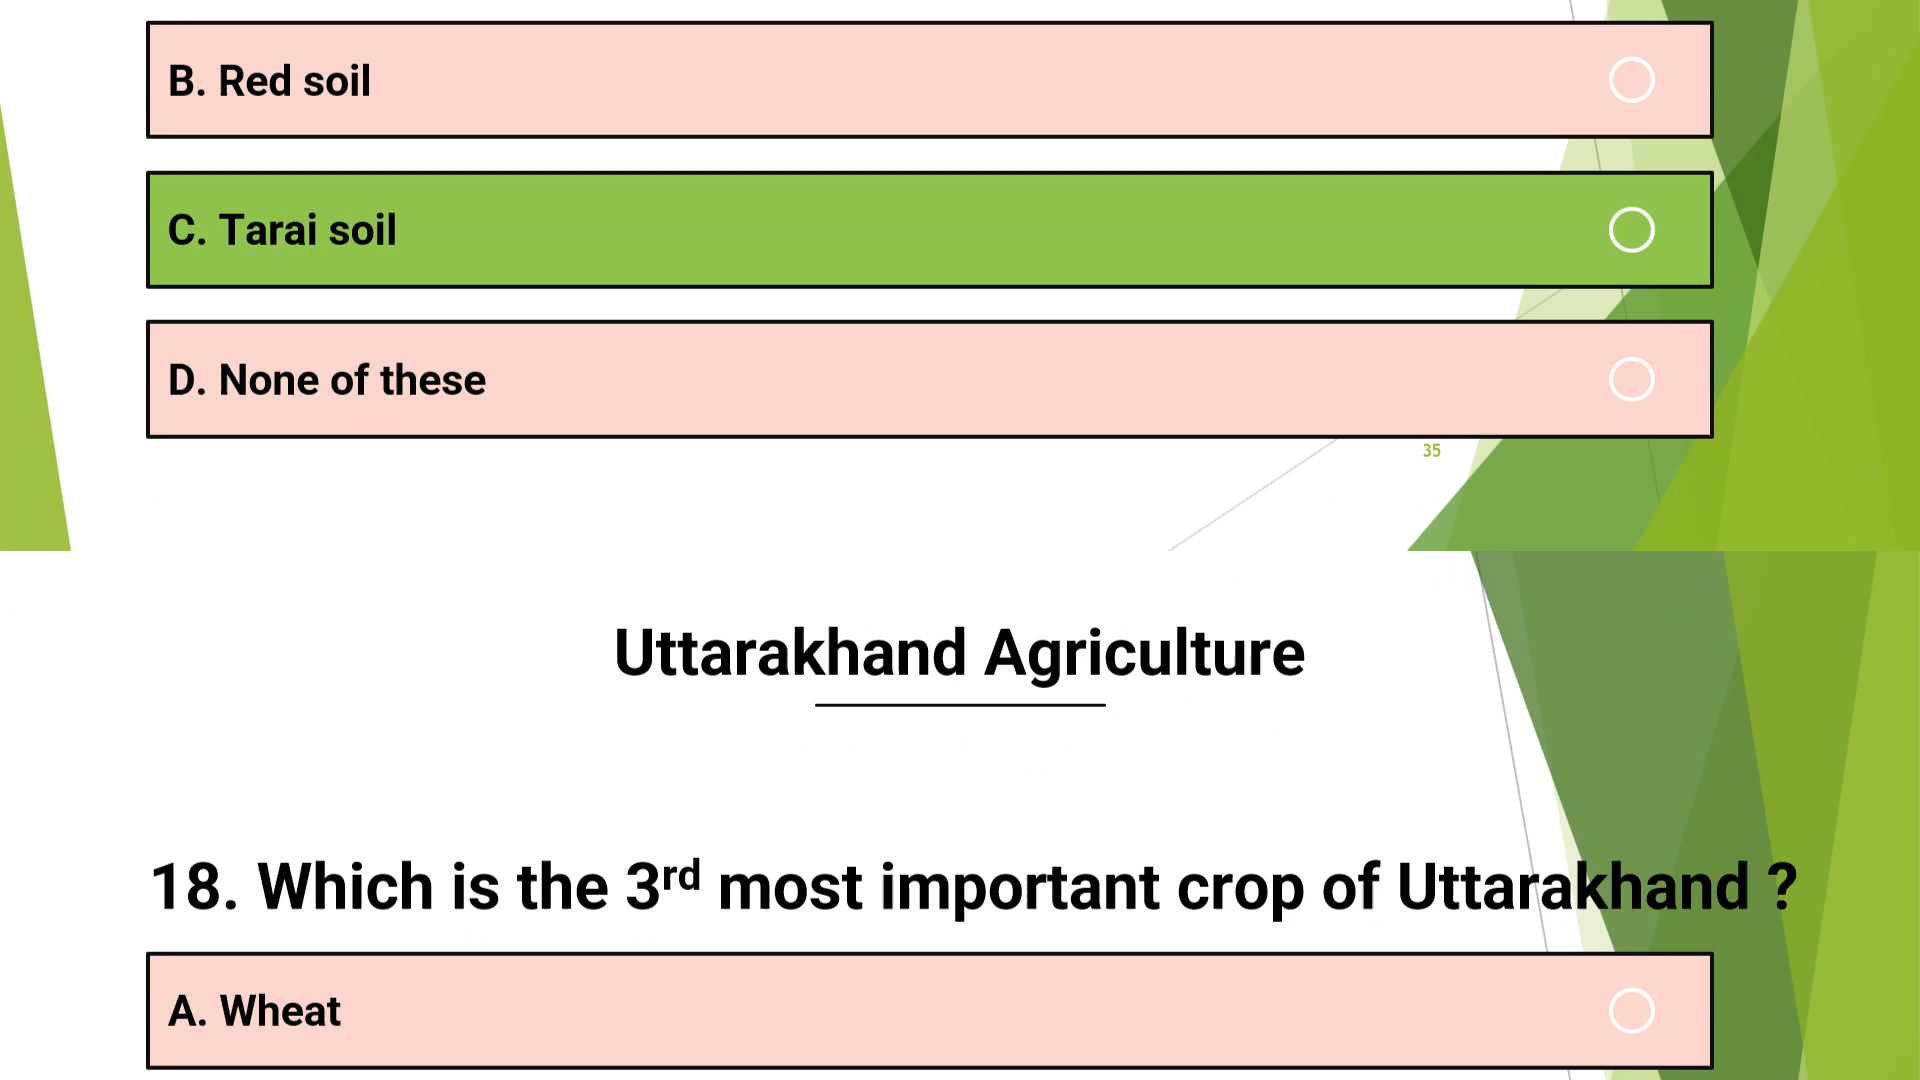 B. Red soil
C. Tarai soil
D. None of these
35
Uttarakhand Agriculture
18. Which is the 3rd most important crop of Uttarakhand ?
A. Wheat